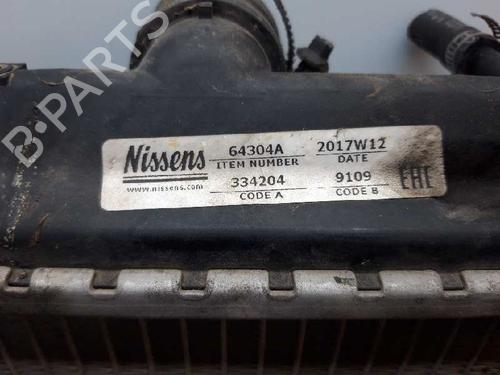 B-PARTS
Nissens
www.nissens.com
64304A
ITEM NUMBER
334204
CODE A
2017W12
DATE
9109
CODE B
EAC